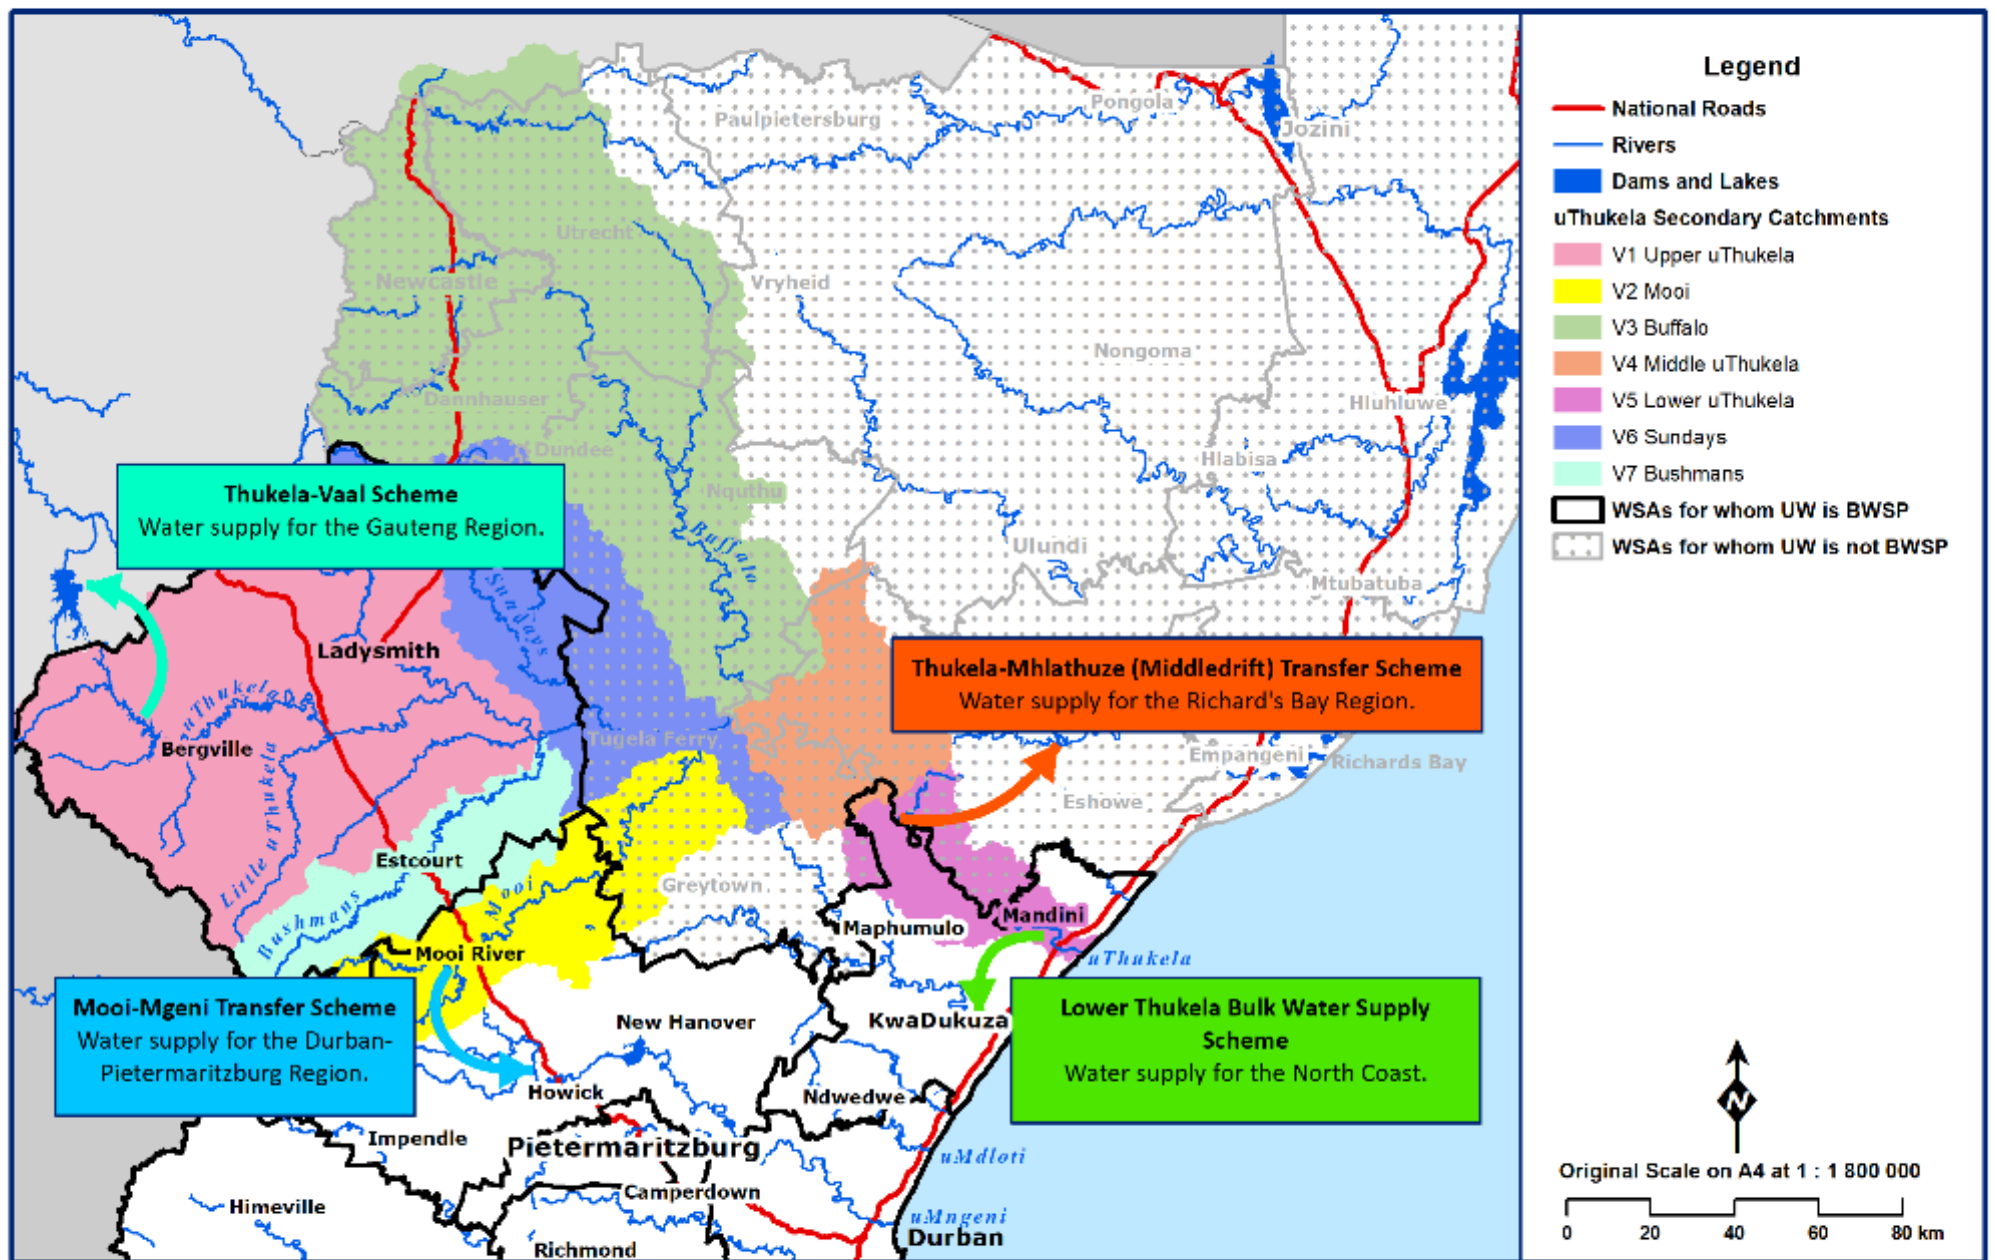 Pongola
Paulpietersburg
Jozini
Utrecht
Newcastle
Vryheid
Nongoma
Dannhauser
Hluhluwe
Dundee
Hlabisa
Nquthu
Thukela-Vaal Scheme
Water supply for the Gauteng Region.
Buffalo
Ulundi
Mtubatuba
Sundays
Ladysmith
Thukela-Mhlathuze (Middledrift) Transfer Scheme
Water supply for the Richard's Bay Region.
uThukela
Bergville
Tugela Ferry
Empangeni
Richards Bay
Eshowe
Little uThukela
Estcourt
Greytown
Mooi
Bushmans
Mandini
Maphumulo
Mooi River
uThukela
Mooi-Mgeni Transfer Scheme
Water supply for the Durban-
Pietermaritzburg Region.
New Hanover
KwaDukuza
Lower Thukela Bulk Water Supply
Scheme
Water supply for the North Coast.
Howick
Ndwedwe
Impendle
Pietermaritzburg
uMdloti
Camperdown
Himeville
uMngeni
Durban
Richmond
Legend
National Roads
Rivers
Dams and Lakes
uThukela Secondary Catchments
V1 Upper uThukela
V2 Mooi
V3 Buffalo
V4 Middle uThukela
V5 Lower uThukela
V6 Sundays
V7 Bushmans
WSAs for whom UW is BWSP
WSAs for whom UW is not BWSP
N
Original Scale on A4 at 1 : 1 800 000
0 20 40 60 80 km